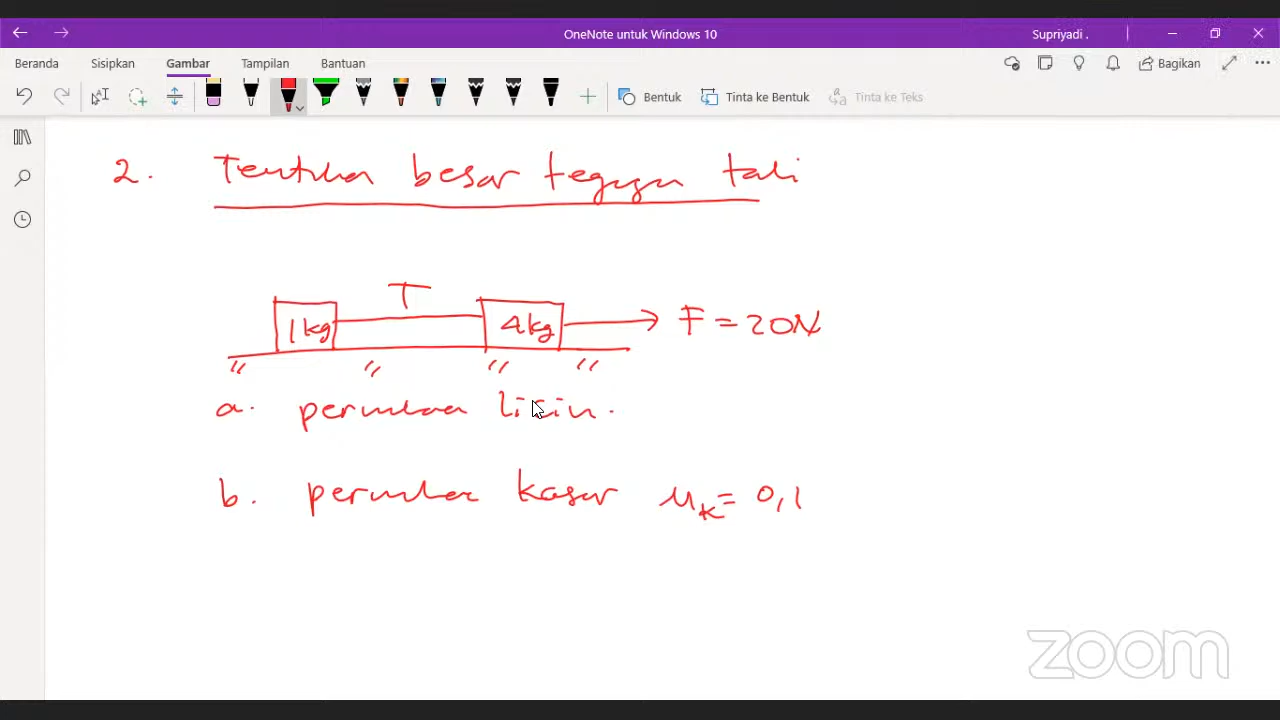 OneNote untuk Windows 10
Supriyadi .
Beranda Sisipkan Gambar Tampilan Bantuan
Bagikan
Bentuk Tinta ke Bentuk Tinta ke Teks
2. Tentukan besar tegangan tali
T
1kg 4kg F = 20N
a. permukaan licin.
b. permukaan kasar μk = 0,1
zoom